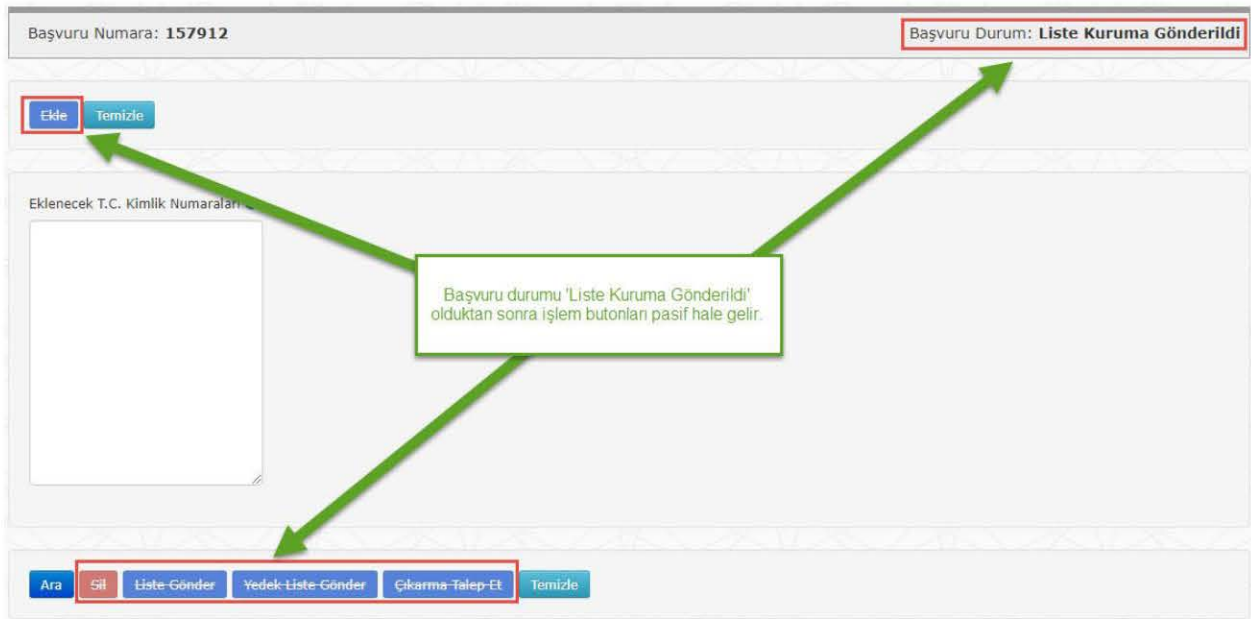 Başvuru Numara: 157912
Başvuru Durum: Liste Kuruma Gönderildi
Ekle Temizle
Eklenecek T.C. Kimlik Numaraları
Başvuru durumu 'Liste Kuruma Gönderildi'
olduktan sonra işlem butonları pasif hale gelir.
Ara Sil Liste Gönder Yedek Liste Gönder Çıkarma Talep Et Temizle